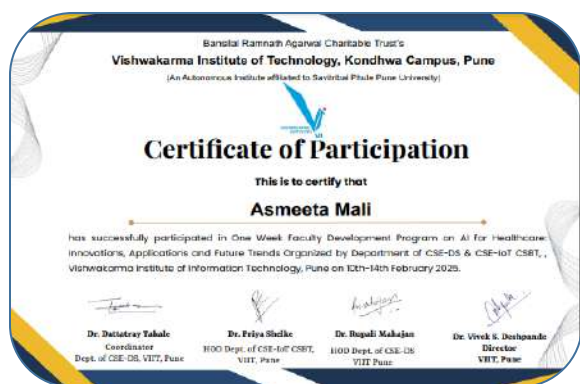 Bansilal Ramnath Agarwal Charitable Trust's
Vishwakarma Institute of Technology, Kondhwa Campus, Pune
(An Autonomous Institute affiliated to Savitribai Phule Pune University)
Certificate of Participation
This is to certify that
Asmeeta Mali
has successfully participated in One Week Faculty Development Program on AI for Healthcare:
Innovations, Applications and Future Trends Organized by Department of CSE-DS & CSE-IoT CSBT, ,
Vishwakarma Institute of Information Technology, Pune on 10th-14th February 2025.
Dr. Dattatray Takale
Coordinator
Dept. of CSE-DS, VIIT, Pune
Dr. Priya Shelke
HOD Dept. of CSE-IoT CSBT,
VIIT, Pune
Dr. Rupali Mahajan
HOD Dept. of CSE-DS
VIIT Pune
Dr. Vivek S. Deshpande
Director
VIIT, Pune